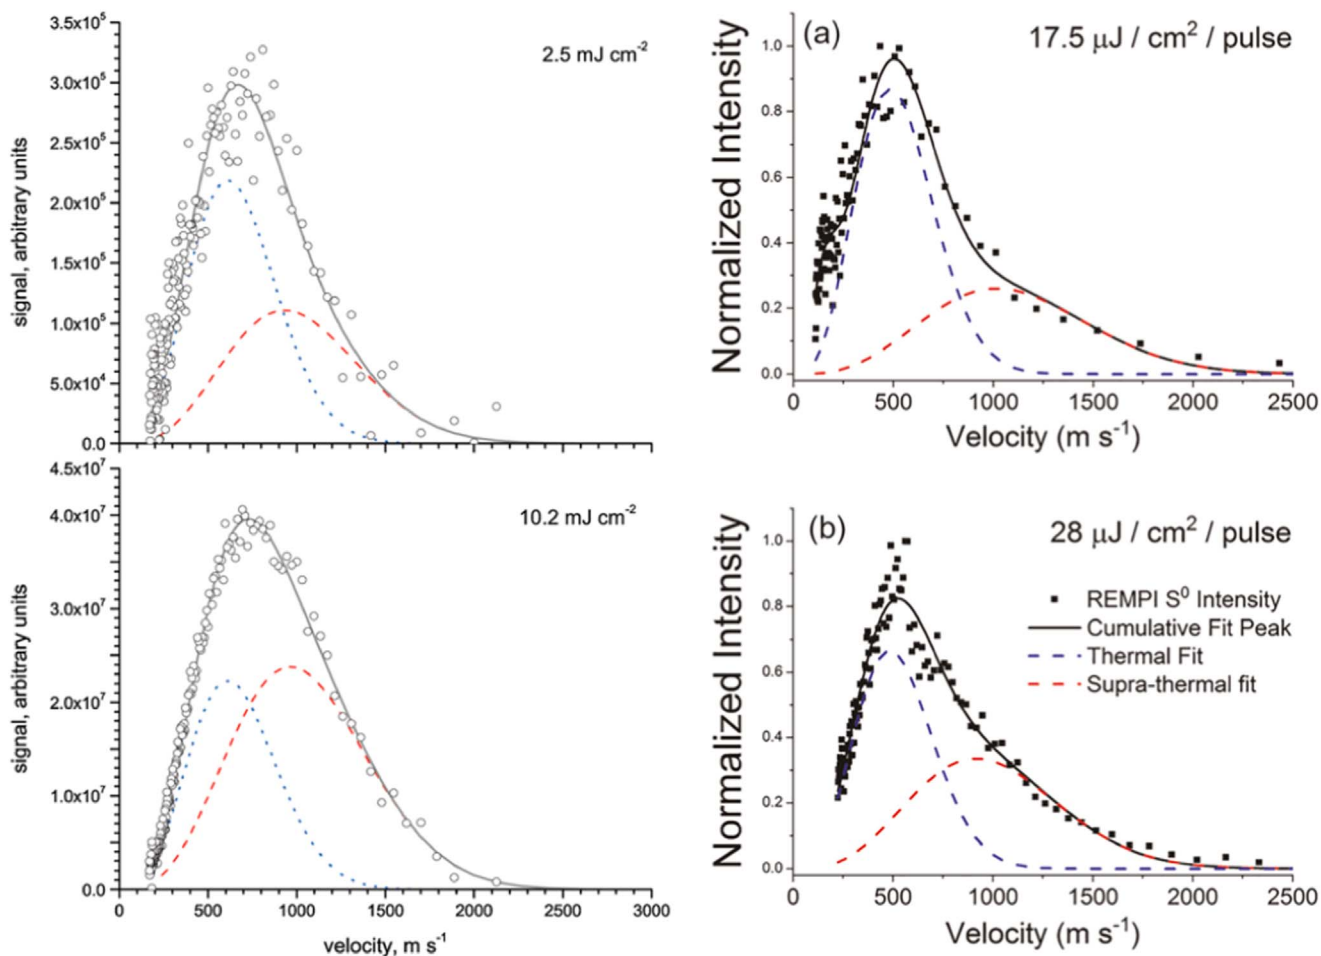 3.5x10⁵
3.0x10⁵
2.5x10⁵
2.0x10⁵
1.5x10⁵
1.0x10⁵
5.0x10⁴
0.0
signal, arbitrary units
2.5 mJ cm⁻²
4.5x10⁷
4.0x10⁷
3.0x10⁷
2.0x10⁷
1.0x10⁷
0.0
signal, arbitrary units
10.2 mJ cm⁻²
0 500 1000 1500 2000 2500 3000
velocity, m s⁻¹
(a)
17.5 μJ / cm² / pulse
1.0
0.8
0.6
0.4
0.2
0.0
Normalized Intensity
0 500 1000 1500 2000 2500
Velocity (m s⁻¹)
(b)
28 μJ / cm² / pulse
REMPI S⁰ Intensity
Cumulative Fit Peak
Thermal Fit
Supra-thermal fit
1.0
0.8
0.6
0.4
0.2
0.0
Normalized Intensity
0 500 1000 1500 2000 2500
Velocity (m s⁻¹)